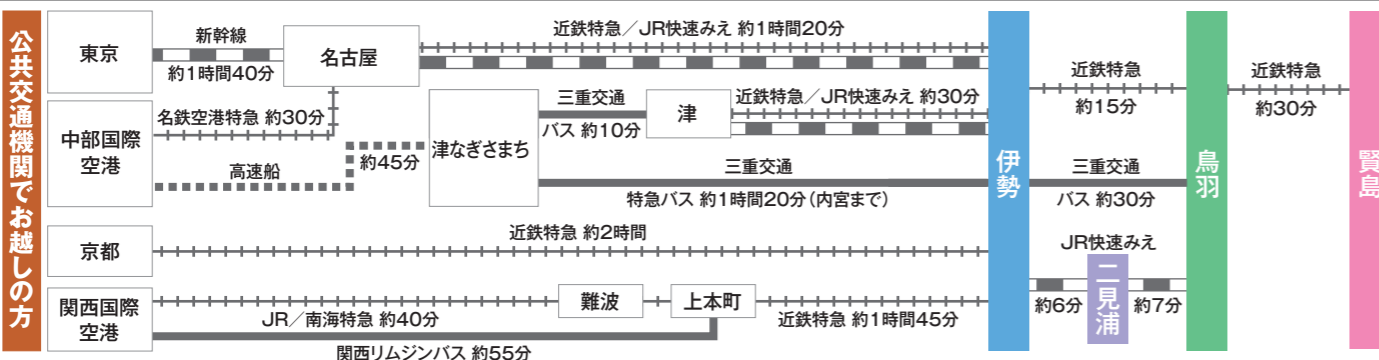 公共交通機関でお越しの方
東京
新幹線
約1時間40分
名古屋
近鉄特急／JR快速みえ 約1時間20分
中部国際
空港
名鉄空港特急 約30分
高速船
約45分
津なぎさまち
三重交通
バス 約10分
津
近鉄特急／JR快速みえ 約30分
三重交通
特急バス 約1時間20分（内宮まで）
京都
近鉄特急 約2時間
関西国際
空港
JR／南海特急 約40分
難波
上本町
近鉄特急 約1時間45分
関西リムジンバス 約55分
伊勢
近鉄特急
約15分
三重交通
バス 約30分
JR快速みえ
約6分
二見浦
約7分
鳥羽
近鉄特急
約30分
賢島